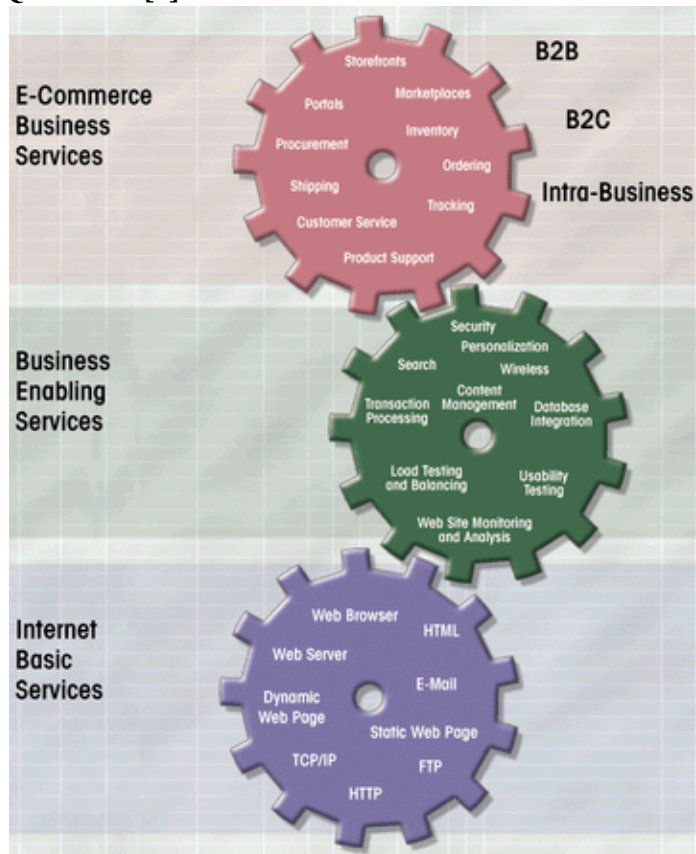 E-Commerce
Business
Services
Storefronts
Portals
Marketplaces
Inventory
Procurement
Ordering
Shipping
Tracking
Customer Service
Product Support
B2B
B2C
Intra-Business
Business
Enabling
Services
Security
Personalization
Search
Wireless
Content
Management
Transaction
Processing
Database
Integration
Load Testing
and Balancing
Usability
Testing
Web Site Monitoring
and Analysis
Internet
Basic
Services
Web Browser
HTML
Web Server
E-Mail
Dynamic
Web Page
Static Web Page
TCP/IP
FTP
HTTP